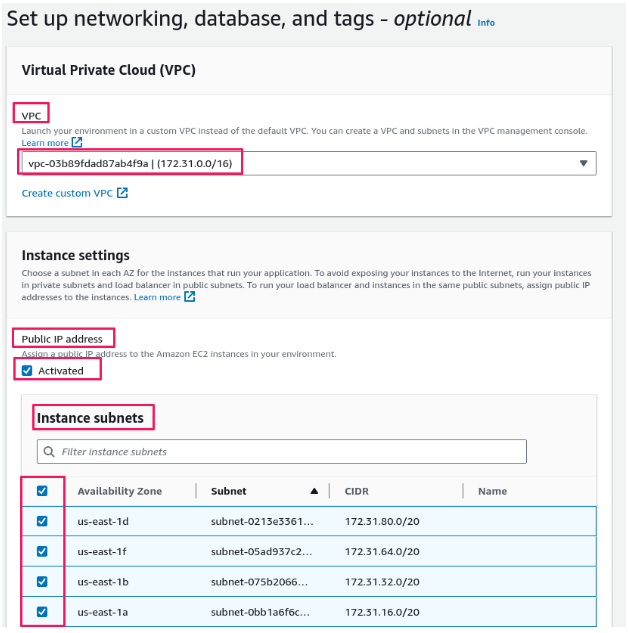 Set up networking, database, and tags - optional Info
Virtual Private Cloud (VPC)
VPC
Launch your environment in a custom VPC instead of the default VPC. You can create a VPC and subnets in the VPC management console.
Learn more
vpc-03b89fdad87ab4f9a | (172.31.0.0/16)
Create custom VPC
Instance settings
Choose a subnet in each AZ for the instances that run your application. To avoid exposing your instances to the Internet, run your instances
in private subnets and load balancer in public subnets. To run your load balancer and instances in the same public subnets, assign public IP
addresses to the instances. Learn more
Public IP address
Assign a public IP address to the Amazon EC2 instances in your environment.
Activated
Instance subnets
Filter instance subnets
Availability Zone Subnet CIDR Name
us-east-1d subnet-0213e3361... 172.31.80.0/20
us-east-1f subnet-05ad937c2... 172.31.64.0/20
us-east-1b subnet-075b2066... 172.31.32.0/20
us-east-1a subnet-0bb1a6f6c... 172.31.16.0/20